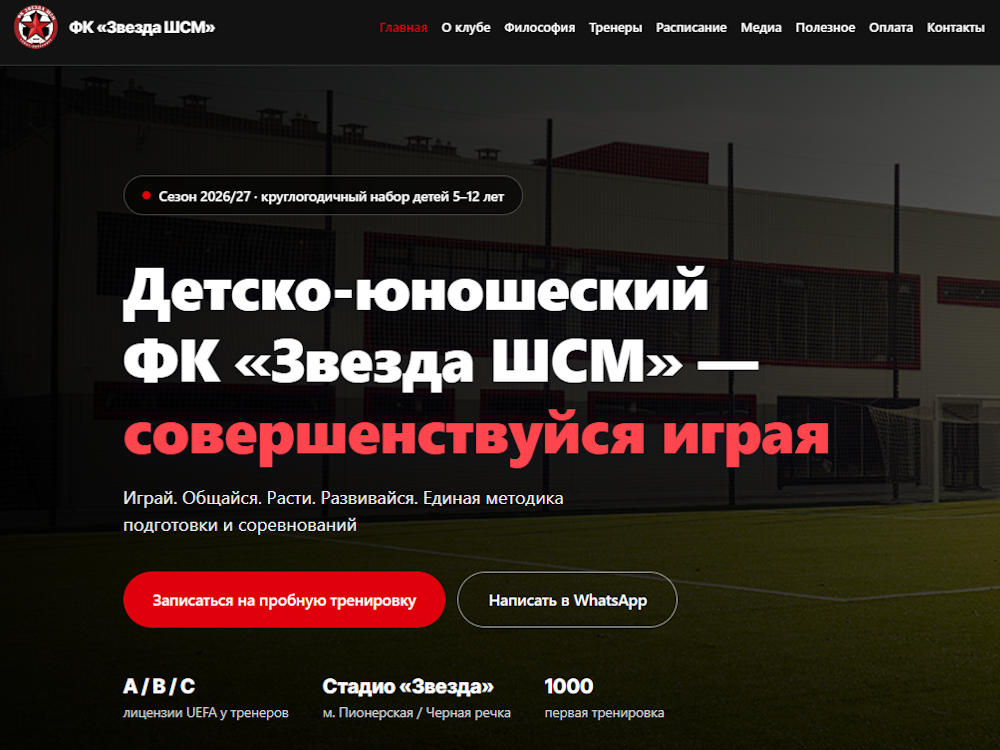 ФК «Звезда ШСМ»
Главная О клубе Философия Тренеры Расписание Медиа Полезное Оплата Контакты
Сезон 2026/27 · круглогодичный набор детей 5–12 лет
Детско-юношеский
ФК «Звезда ШСМ» —
совершенствуйся играя
Играй. Общайся. Расти. Развивайся. Единая методика
подготовки и соревнований
Записаться на пробную тренировку
Написать в WhatsApp
A / B / C
лицензии UEFA у тренеров
Стадио «Звезда»
м. Пионерская / Черная речка
1000
первая тренировка